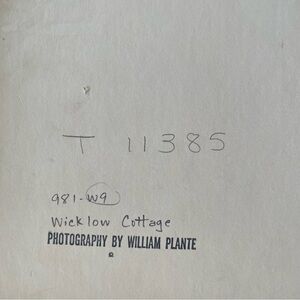 T 11385
981-W9
Wicklow Cottage
PHOTOGRAPHY BY WILLIAM PLANTE